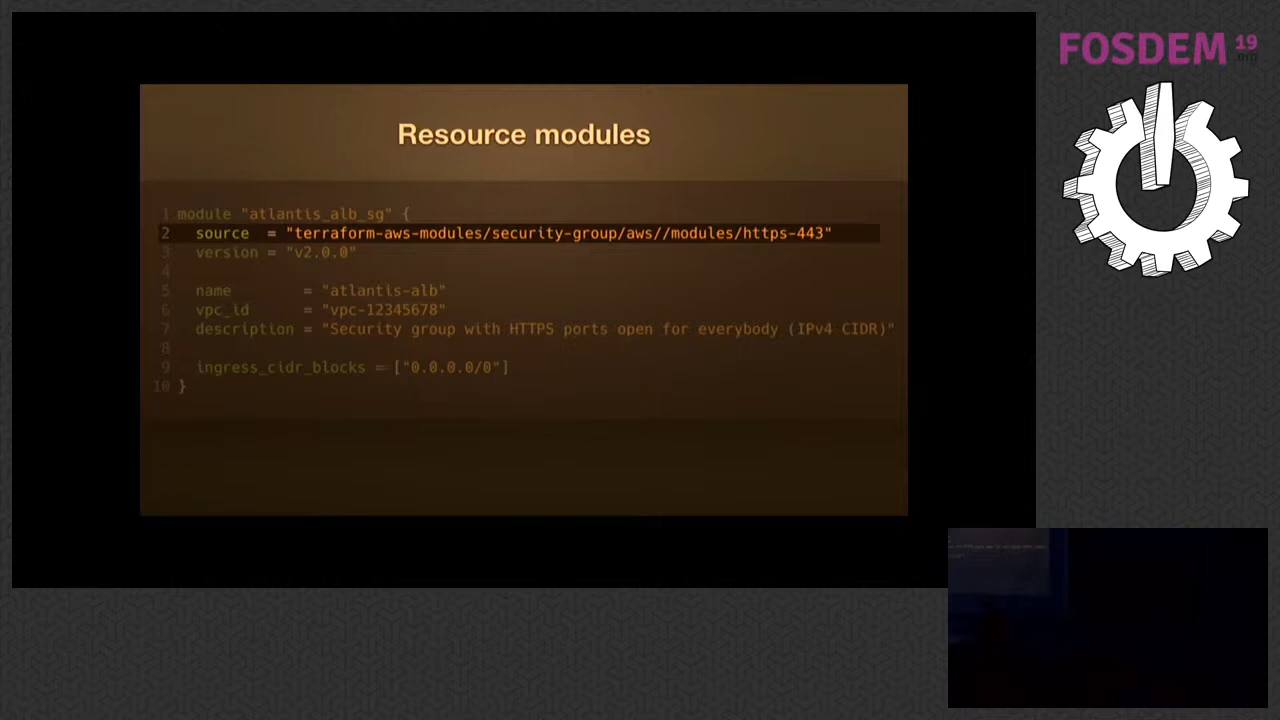 FOSDEM 19
.org
Resource modules
1 module "atlantis_alb_sg" {
2   source  = "terraform-aws-modules/security-group/aws//modules/https-443"
3   version = "v2.0.0"
4
5   name        = "atlantis-alb"
6   vpc_id      = "vpc-12345678"
7   description = "Security group with HTTPS ports open for everybody (IPv4 CIDR)"
8
9   ingress_cidr_blocks = ["0.0.0.0/0"]
10 }